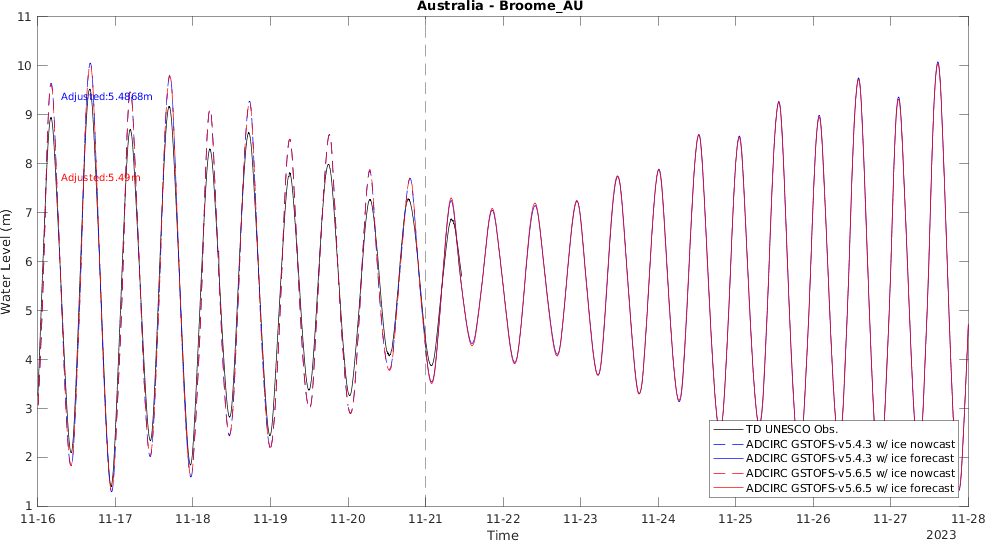 Australia - Broome_AU
11
10
9
8
7
6
5
4
3
2
1
Water Level (m)
Adjusted:5.4868m
Adjusted:5.49m
TD UNESCO Obs.
ADCIRC GSTOFS-v5.4.3 w/ ice nowcast
ADCIRC GSTOFS-v5.4.3 w/ ice forecast
ADCIRC GSTOFS-v5.6.5 w/ ice nowcast
ADCIRC GSTOFS-v5.6.5 w/ ice forecast
11-16 11-17 11-18 11-19 11-20 11-21 11-22 11-23 11-24 11-25 11-26 11-27 11-28
Time
2023